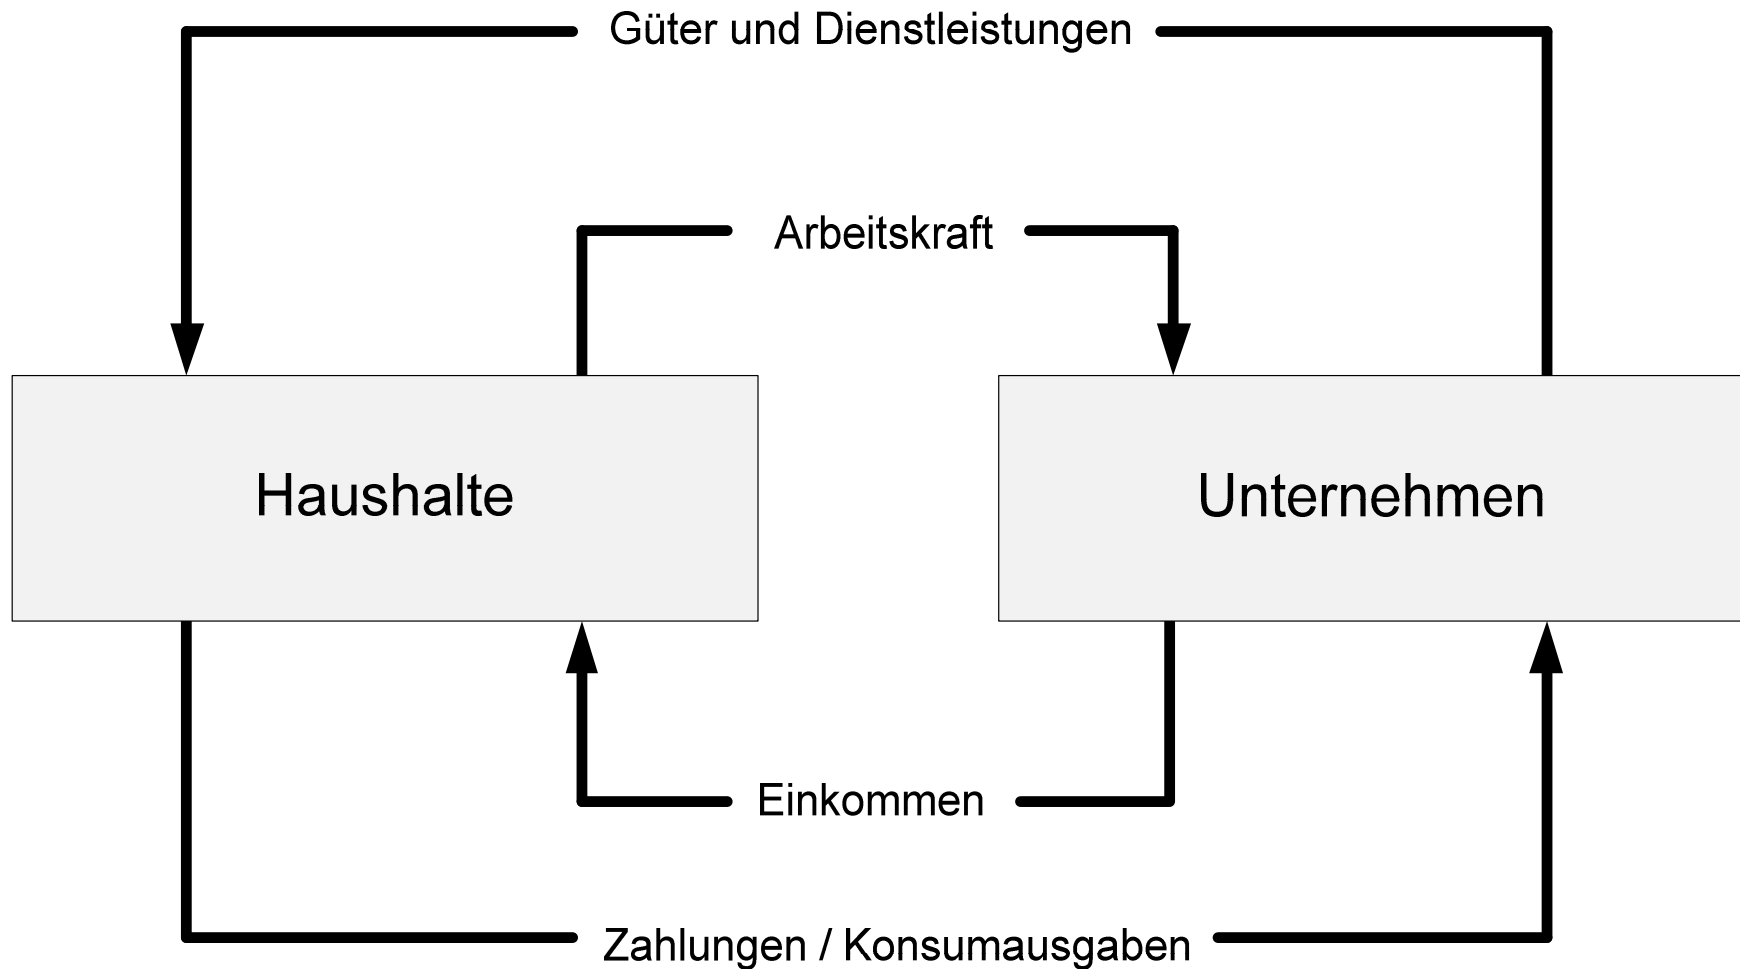 Güter und Dienstleistungen
Arbeitskraft
Haushalte
Unternehmen
Einkommen
Zahlungen / Konsumausgaben